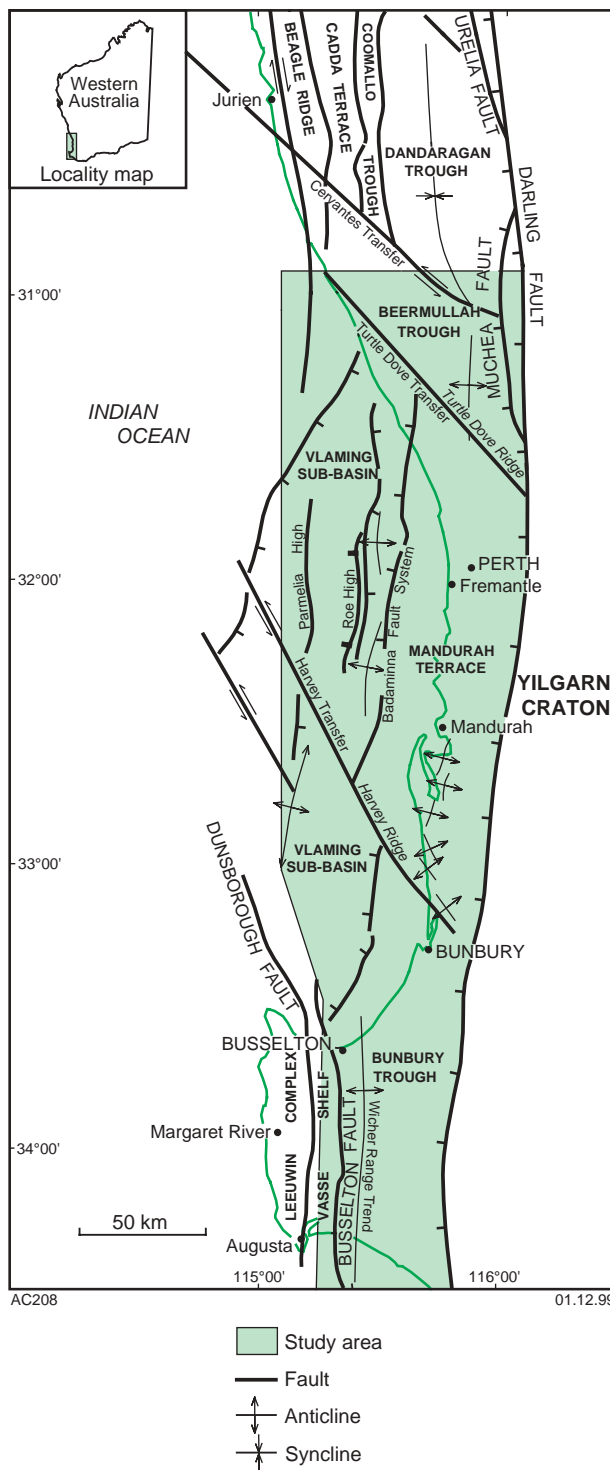 Western
Australia
Locality map
Jurien
BEAGLE RIDGE
CADDA TERRACE
COOMALLO
TROUGH
URELLA FAULT
DANDARAGAN
TROUGH
DARLING
FAULT
Cervantes Transfer
31°00'
BEERMULLAH
TROUGH
MUCHEA FAULT
Turtle Dove Transfer
Turtle Dove Ridge
INDIAN
OCEAN
VLAMING
SUB-BASIN
Parmelia High
Roe High
Badaminna Fault System
32°00'
PERTH
Fremantle
MANDURAH
TERRACE
YILGARN
CRATON
Harvey Transfer
Mandurah
Harvey Ridge
VLAMING
SUB-BASIN
33°00'
DUNSBOROUGH FAULT
BUNBURY
BUSSELTON
BUNBURY
TROUGH
LEEUWIN COMPLEX
VASSE SHELF
BUSSELTON FAULT
Wicher Range Trend
Margaret River
34°00'
50 km
Augusta
115°00'
116°00'
AC208
01.12.99
Study area
Fault
Anticline
Syncline